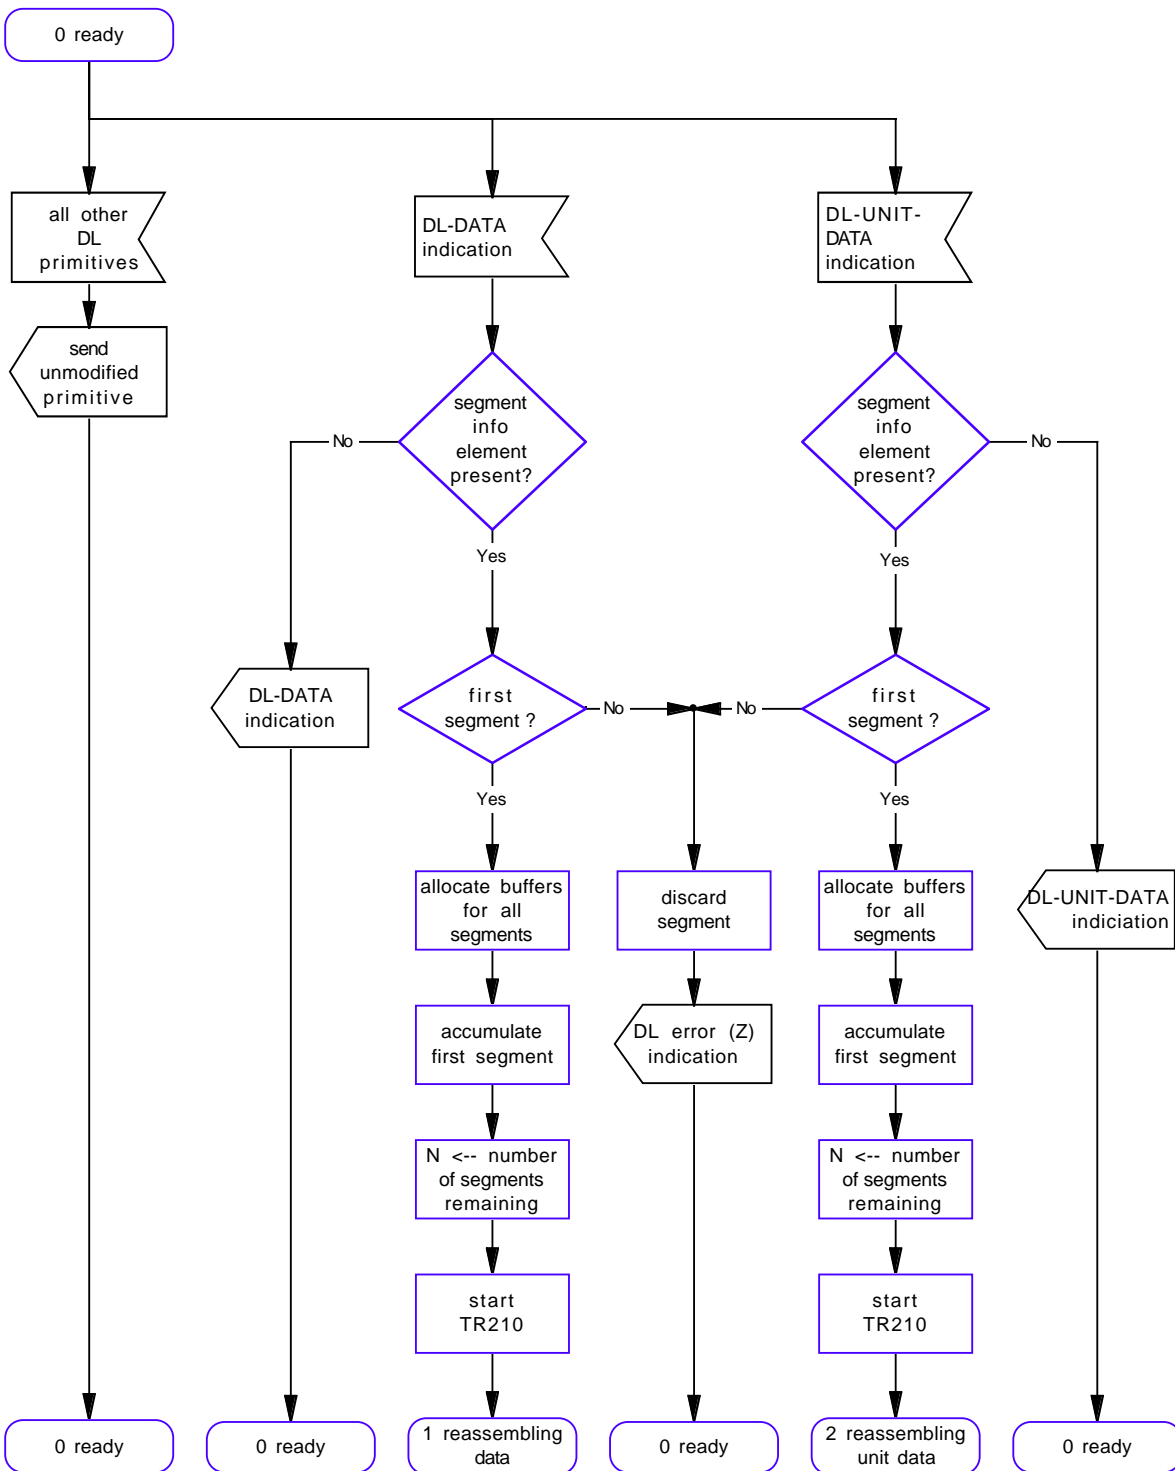 0 ready
all other
DL
primitives
DL-DATA
indication
DL-UNIT-
DATA
indication
send
unmodified
primitive
segment
info
element
present?
segment
info
element
present?
No
No
Yes
Yes
DL-DATA
indication
first
segment ?
No
No
first
segment ?
Yes
Yes
allocate buffers
for all
segments
discard
segment
allocate buffers
for all
segments
DL-UNIT-DATA
indiciation
accumulate
first segment
DL error (Z)
indication
accumulate
first segment
N <-- number
of segments
remaining
N <-- number
of segments
remaining
start
TR210
start
TR210
0 ready
0 ready
1 reassembling
data
0 ready
2 reassembling
unit data
0 ready